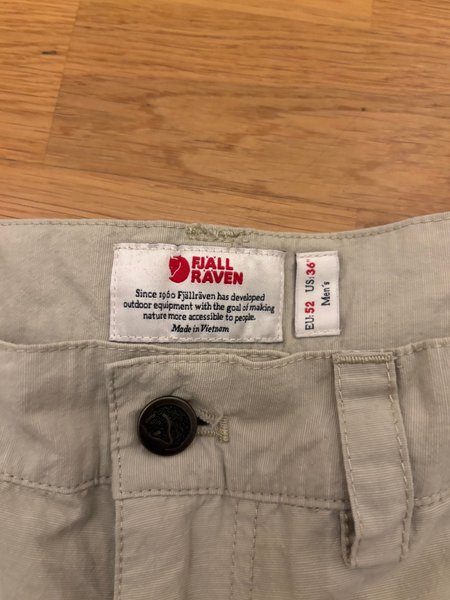 FJÄLL
RÄVEN
Since 1960 Fjällräven has developed
outdoor equipment with the goal of making
nature more accessible to people.
Made in Vietnam
EU: 52 US: 36"
Men's